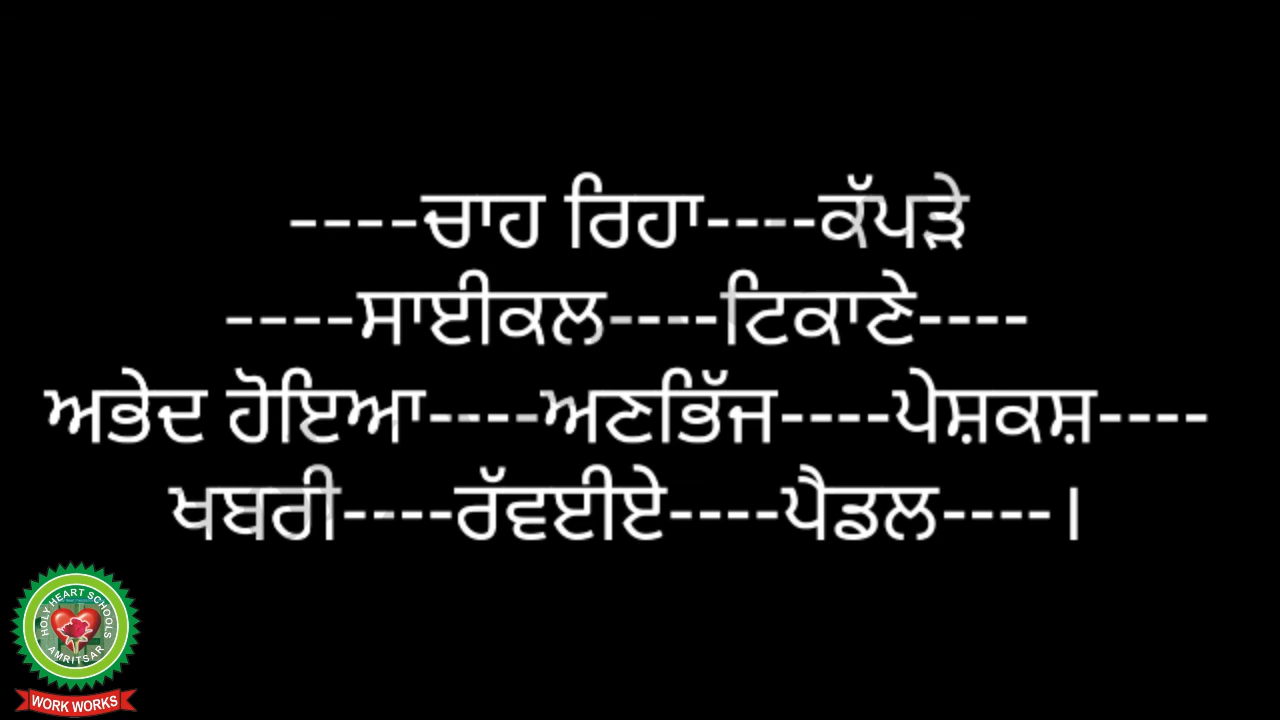 ----ਚਾਹ ਰਿਹਾ----ਕੱਪੜੇ
----ਸਾਈਕਲ----ਟਿਕਾਣੇ----
ਅਭੇਦ ਹੋਇਆ----ਅਣਭਿੱਜ----ਪੇਸ਼ਕਸ਼----
ਖਬਰੀ----ਰੱਵਈਏ----ਪੈਡਲ----।
HOLY HEART SCHOOLS
AMRITSAR
WORK WORKS